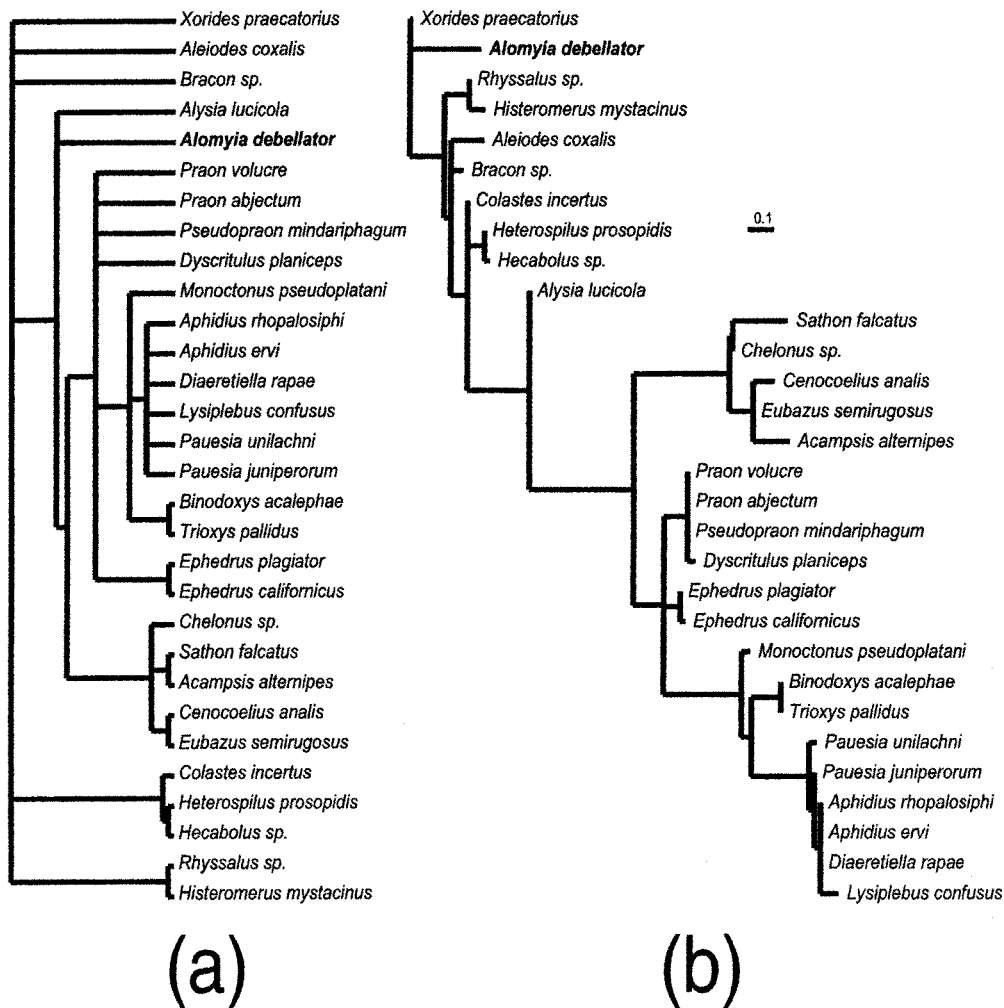 Xorides praecatorius
Aleiodes coxalis
Bracon sp.
Alysia lucicola
Alomyia debellator
Praon volucre
Praon abjectum
Pseudopraon mindariphagum
Dyscritulus planiceps
Monoctonus pseudoplatani
Aphidius rhopalosiphi
Aphidius ervi
Diaeretiella rapae
Lysiplebus confusus
Pauesia unilachni
Pauesia juniperorum
Binodoxys acalephae
Trioxys pallidus
Ephedrus plagiator
Ephedrus californicus
Chelonus sp.
Sathon falcatus
Acampsis alternipes
Cenocoelius analis
Eubazus semirugosus
Colastes incertus
Heterospilus prosopidis
Hecabolus sp.
Rhyssalus sp.
Histeromerus mystacinus
(a)
Xorides praecatorius
Alomyia debellator
Rhyssalus sp.
Histeromerus mystacinus
Aleiodes coxalis
Bracon sp.
Colastes incertus
0.1
Heterospilus prosopidis
Hecabolus sp.
Alysia lucicola
Sathon falcatus
Chelonus sp.
Cenocoelius analis
Eubazus semirugosus
Acampsis alternipes
Praon volucre
Praon abjectum
Pseudopraon mindariphagum
Dyscritulus planiceps
Ephedrus plagiator
Ephedrus californicus
Monoctonus pseudoplatani
Binodoxys acalephae
Trioxys pallidus
Pauesia unilachni
Pauesia juniperorum
Aphidius rhopalosiphi
Aphidius ervi
Diaeretiella rapae
Lysiplebus confusus
(b)